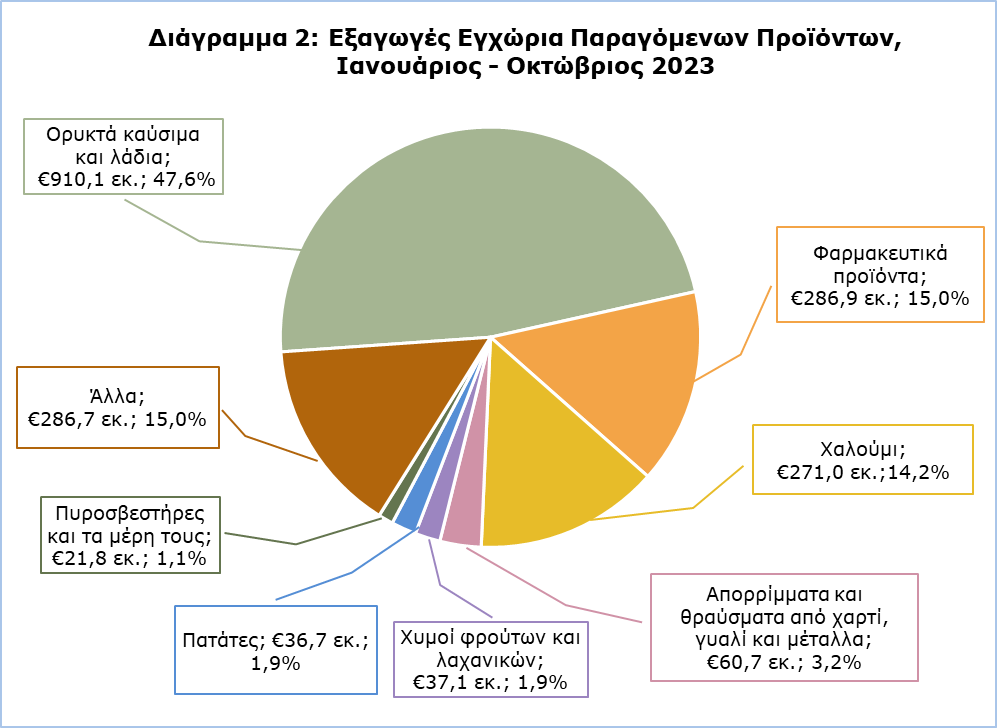 Διάγραμμα 2: Εξαγωγές Εγχώρια Παραγόμενων Προϊόντων,
Ιανουάριος - Οκτώβριος 2023
Ορυκτά καύσιμα
και λάδια;
€910,1 εκ.; 47,6%
Φαρμακευτικά
προϊόντα;
€286,9 εκ.; 15,0%
Άλλα;
€286,7 εκ.; 15,0%
Χαλούμι;
€271,0 εκ.;14,2%
Πυροσβεστήρες
και τα μέρη τους;
€21,8 εκ.; 1,1%
Πατάτες; €36,7 εκ.;
1,9%
Χυμοί φρούτων και
λαχανικών;
€37,1 εκ.; 1,9%
Απορρίμματα και
θραύσματα από χαρτί,
γυαλί και μέταλλα;
€60,7 εκ.; 3,2%